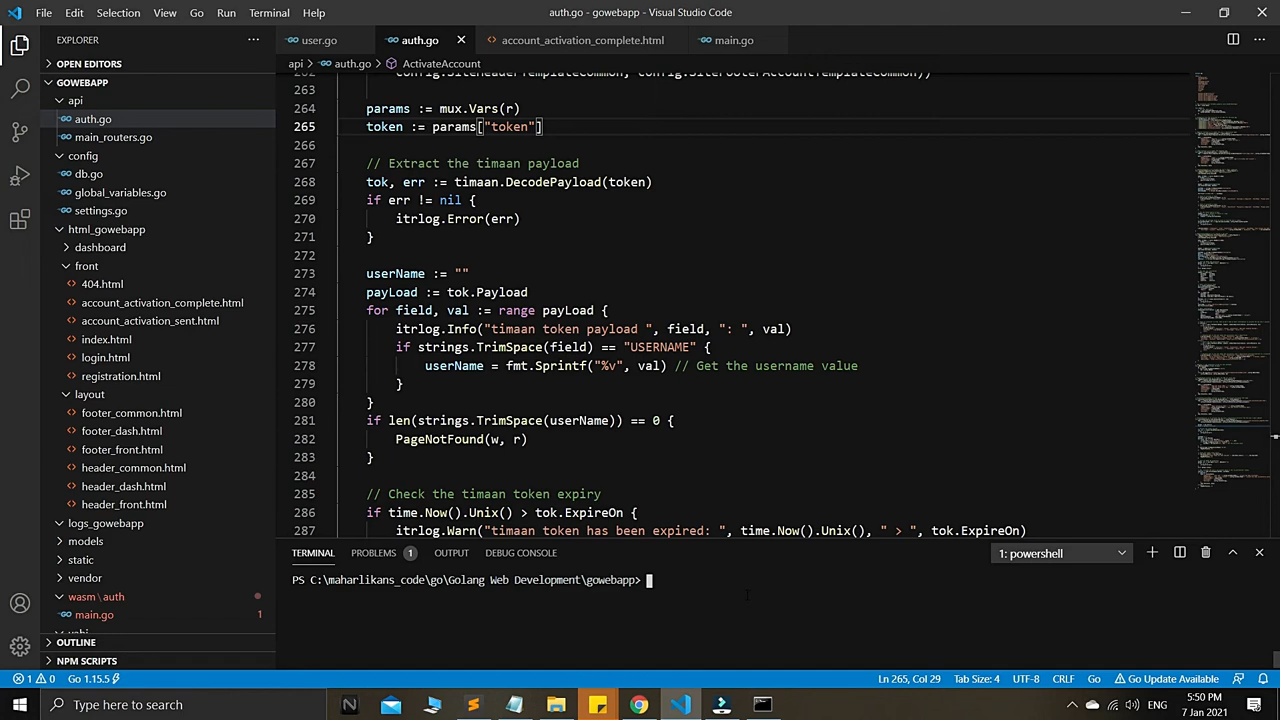 File Edit Selection View Go Run Terminal Help
auth.go - gowebapp - Visual Studio Code
EXPLORER
user.go
auth.go
account_activation_complete.html
main.go
OPEN EDITORS
api > auth.go > ActivateAccount
GOWEBAPP
api
auth.go
main_routers.go
config
db.go
global_variables.go
settings.go
html_gowebapp
dashboard
front
404.html
account_activation_complete.html
account_activation_sent.html
index.html
login.html
registration.html
layout
footer_common.html
footer_dash.html
footer_front.html
header_common.html
header_dash.html
header_front.html
logs_gowebapp
models
static
vendor
wasm\auth
main.go 1
yabi
OUTLINE
NPM SCRIPTS
262 config.SiteHeaderTemplateCommon, config.SiteFooterAccountTemplateCommon))
263
264 params := mux.Vars(r)
265 token := params["token"]
266
267 // Extract the timaan payload
268 tok, err := timaan.
Payload(token)
269 if err != nil {
270 itrlog.Error(err)
271 }
272
273 userName := ""
274 payLoad := tok.Payload
275 for field, val := range payLoad {
276 itrlog.Info("timaan token payload ", field, ": ", val)
277 if strings.TrimSpace(field) == "USERNAME" {
278 userName = fmt.Sprintf("%v", val) // Get the username value
279 }
280 }
281 if len(strings.TrimSpace(userName)) == 0 {
282 PageNotFound(w, r)
283 }
284
285 // Check the timaan token expiry
286 if time.Now().Unix() > tok.ExpireOn {
287 itrlog.Warn("timaan token has been expired: ", time.Now().Unix(), " > ", tok.ExpireOn)
TERMINAL PROBLEMS 1 OUTPUT DEBUG CONSOLE
1: powershell
PS C:\maharlikans_code\go\Golang Web Development\gowebapp>
1 0 Go 1.15.5
Ln 265, Col 29 Tab Size: 4 UTF-8 CRLF Go Go Update Available
Type here to search
ENG
5:50 PM
7 Jan 2021